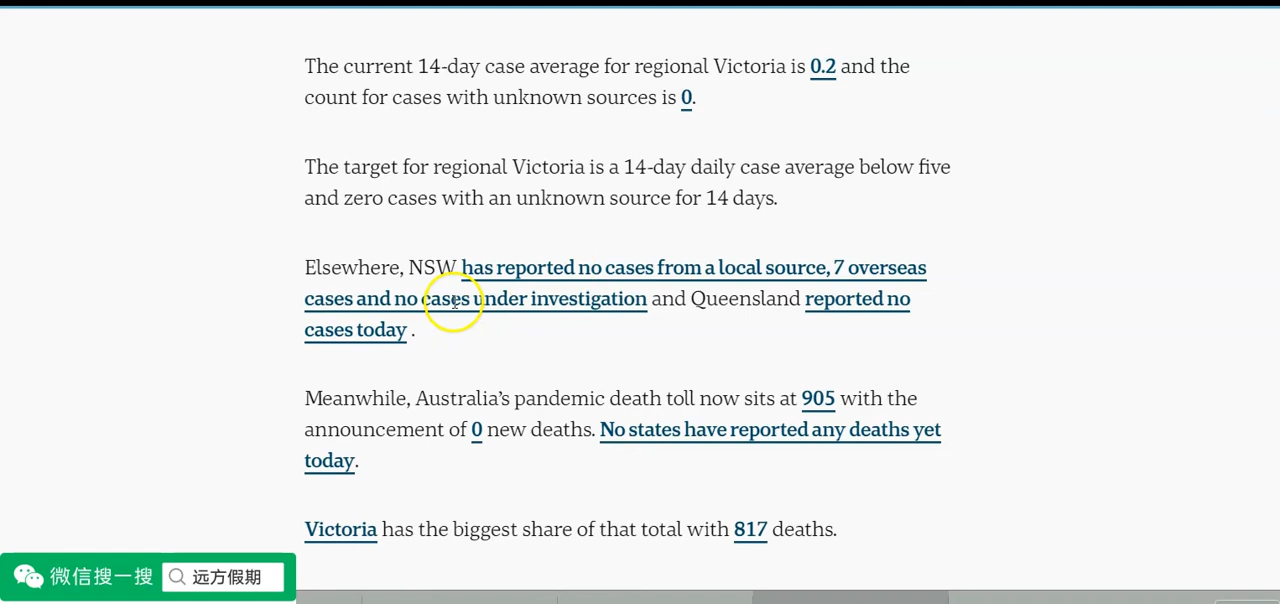 The current 14-day case average for regional Victoria is 0.2 and the
count for cases with unknown sources is 0.
The target for regional Victoria is a 14-day daily case average below five
and zero cases with an unknown source for 14 days.
Elsewhere, NSW has reported no cases from a local source, 7 overseas
cases and no cases under investigation and Queensland reported no
cases today .
Meanwhile, Australia’s pandemic death toll now sits at 905 with the
announcement of 0 new deaths. No states have reported any deaths yet
today.
Victoria has the biggest share of that total with 817 deaths.
微信搜一搜 远方假期